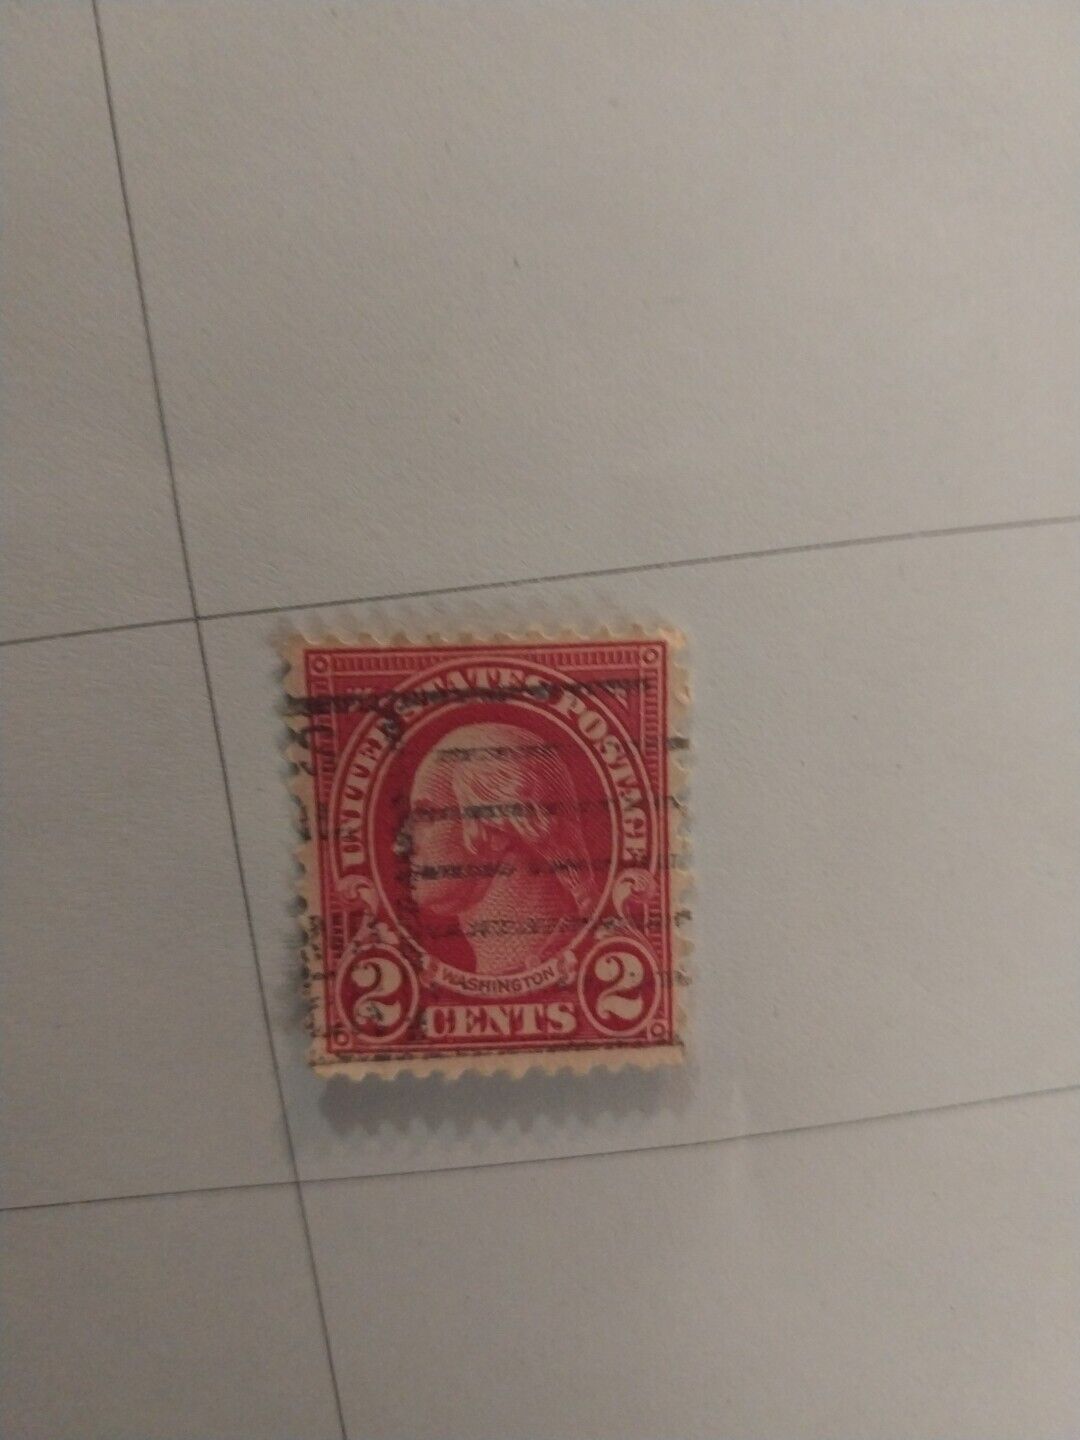 UNITED STATES POSTAGE
WASHINGTON
2 CENTS 2